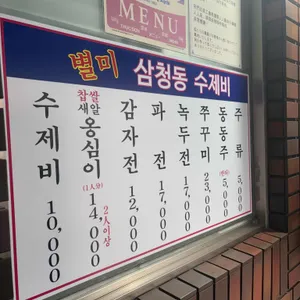 MENU
별미 삼청동 수제비
수제비 10,000
찹쌀 새알 옹심이 (1人分) 14,000 2人이상
감자전 12,000
파전 17,000
녹두전 17,000
쭈꾸미 23,000
동동주 5,000
주류 5,000